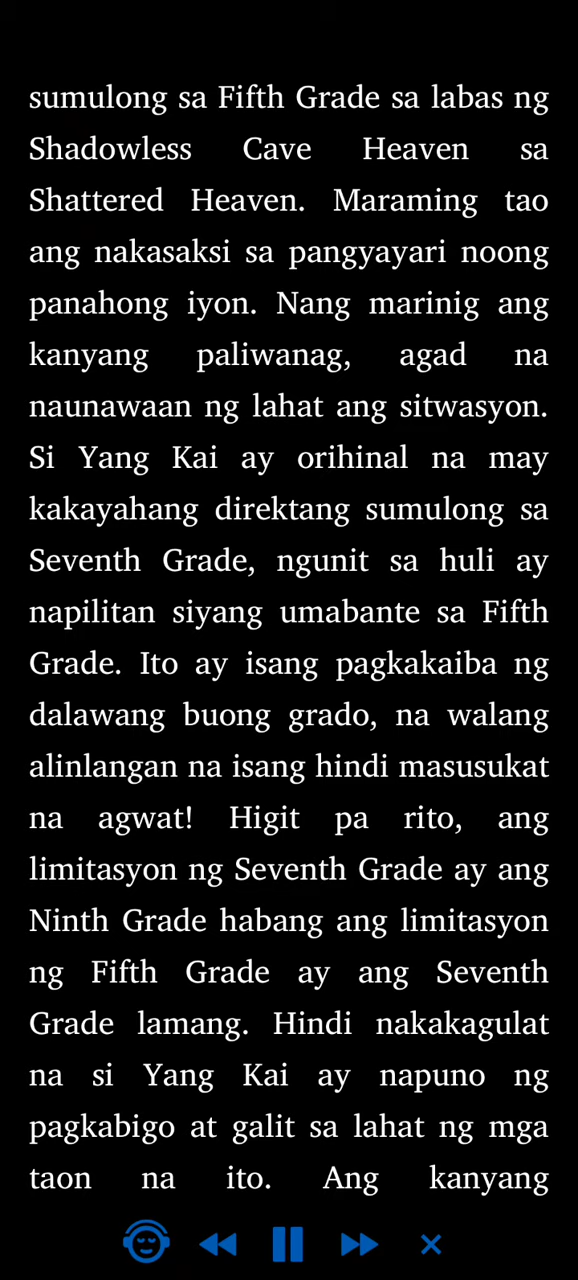 sumulong sa Fifth Grade sa labas ng
Shadowless Cave Heaven sa
Shattered Heaven. Maraming tao
ang nakasaksi sa pangyayari noong
panahong iyon. Nang marinig ang
kanyang paliwanag, agad na
naunawaan ng lahat ang sitwasyon.
Si Yang Kai ay orihinal na may
kakayahang direktang sumulong sa
Seventh Grade, ngunit sa huli ay
napilitan siyang umabante sa Fifth
Grade. Ito ay isang pagkakaiba ng
dalawang buong grado, na walang
alinlangan na isang hindi masusukat
na agwat! Higit pa rito, ang
limitasyon ng Seventh Grade ay ang
Ninth Grade habang ang limitasyon
ng Fifth Grade ay ang Seventh
Grade lamang. Hindi nakakagulat
na si Yang Kai ay napuno ng
pagkabigo at galit sa lahat ng mga
taon na ito. Ang kanyang